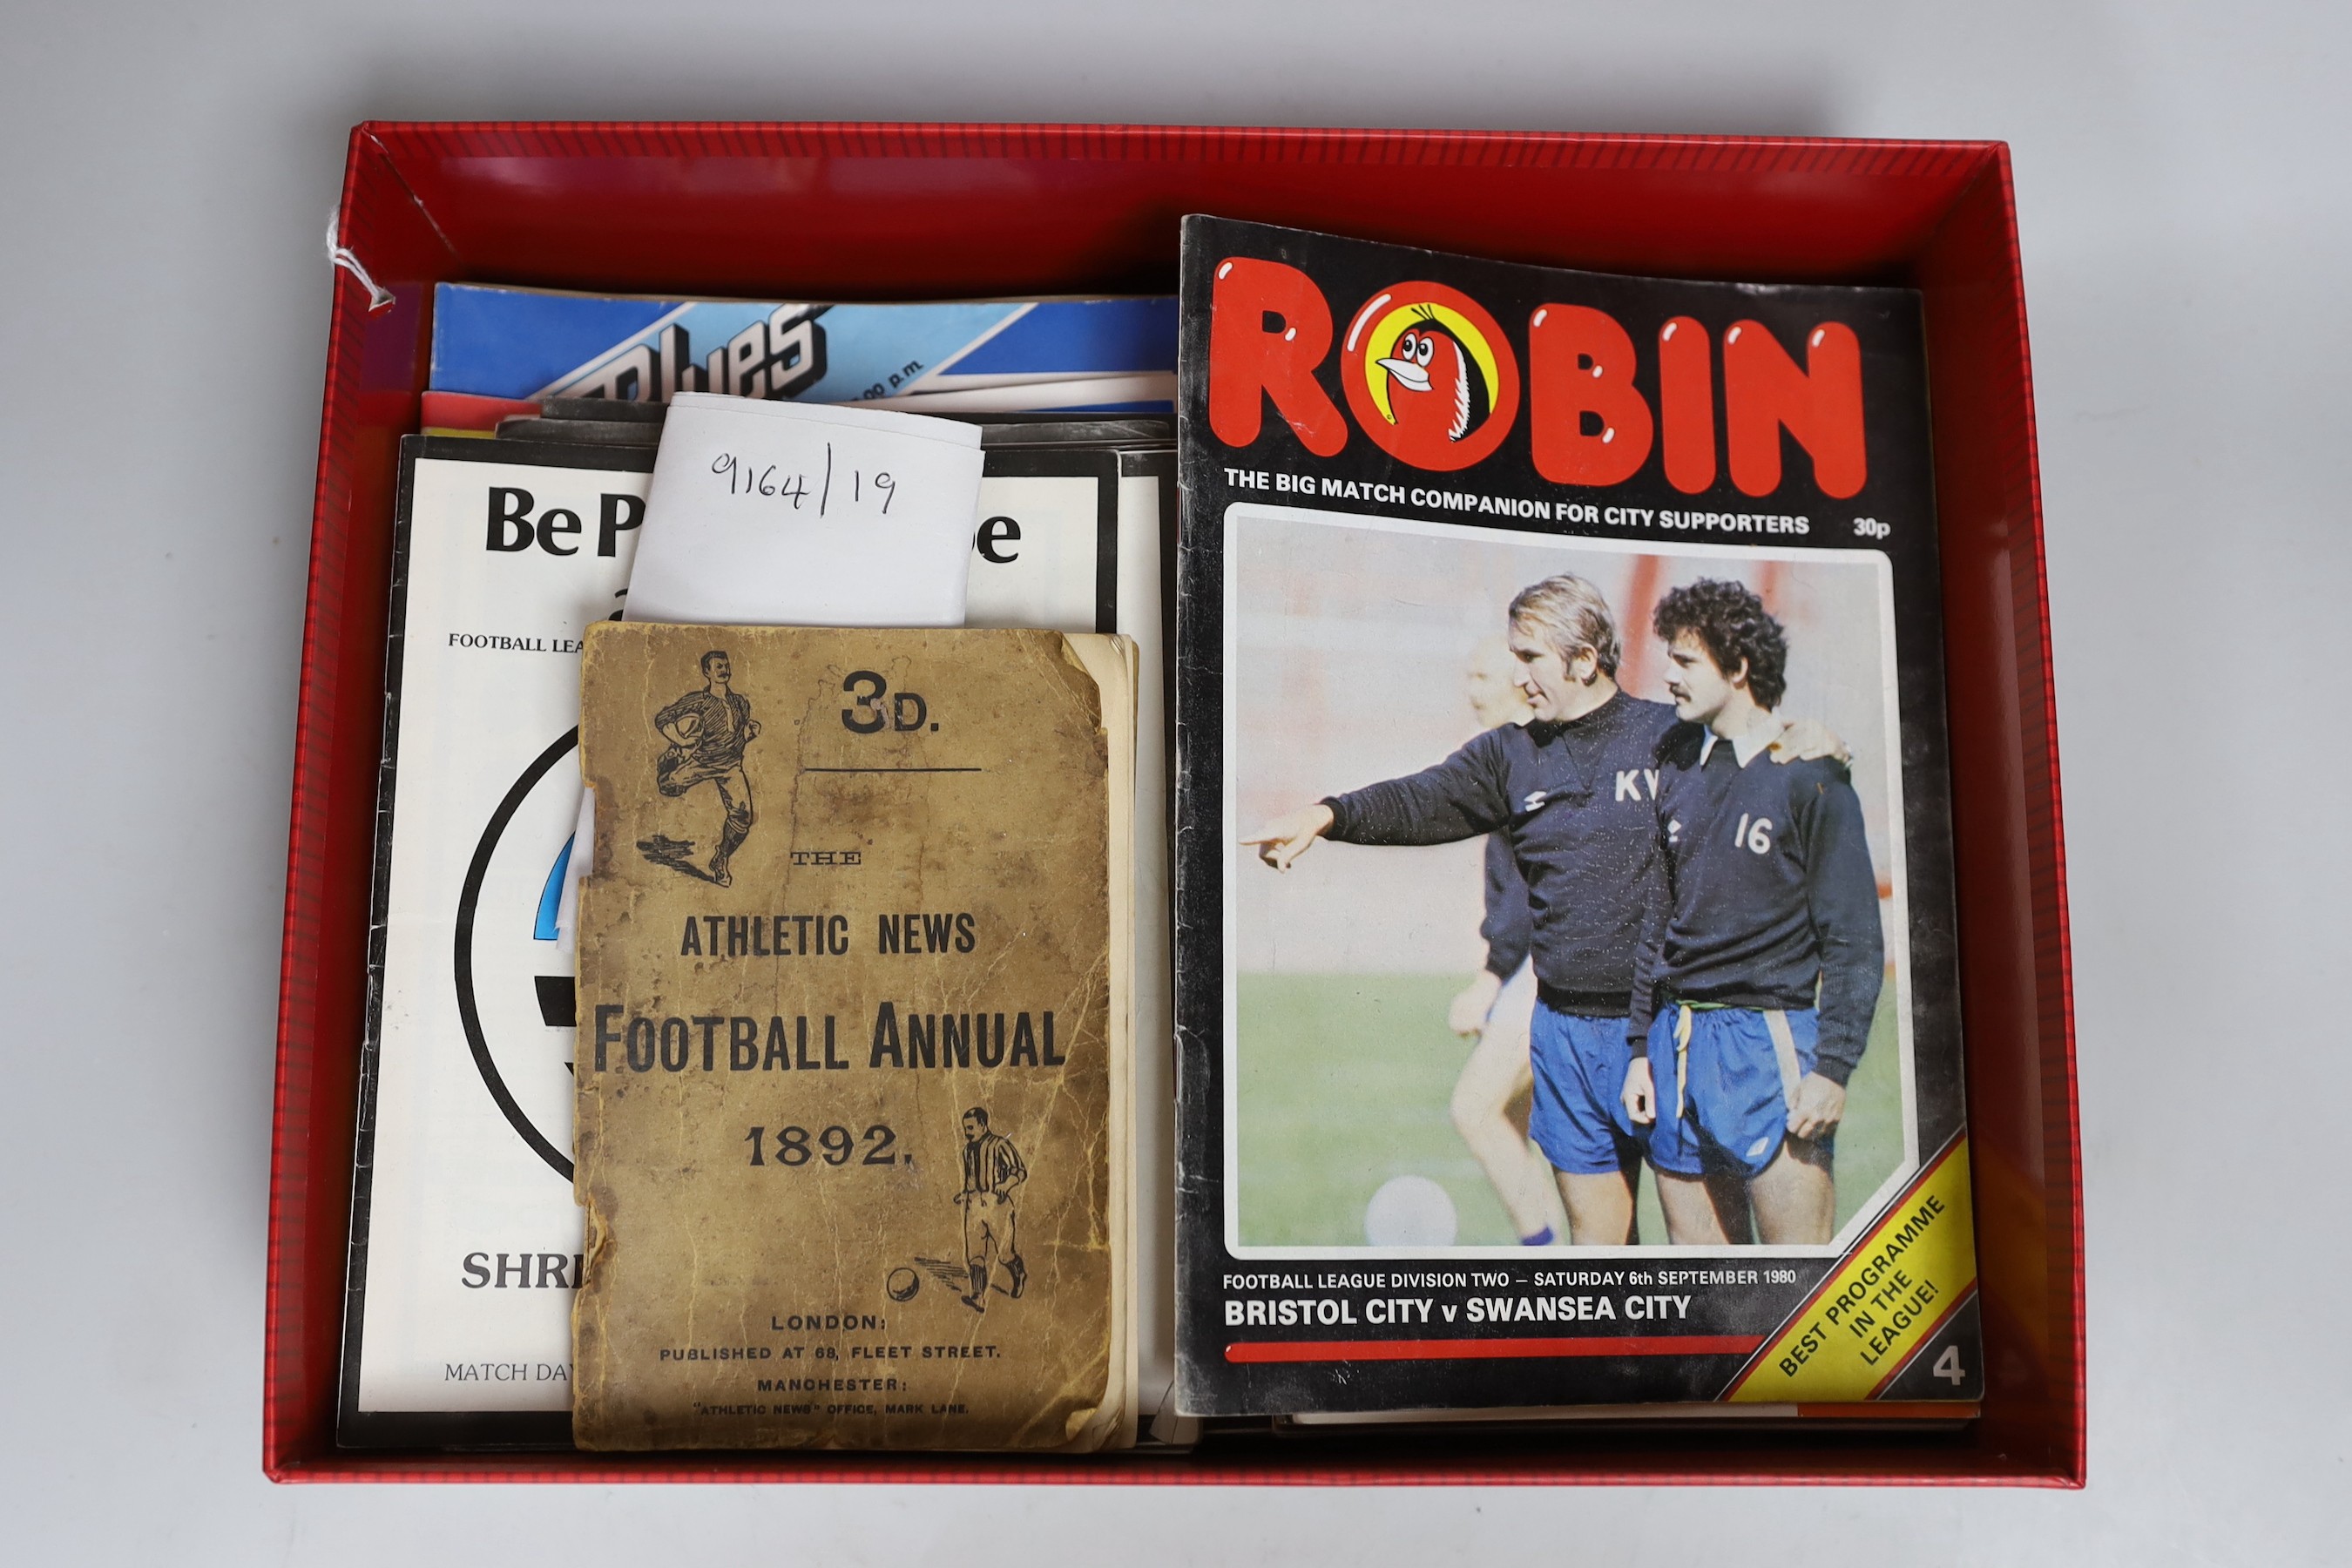 9164/19
Be P
FOOTBALL LEA
SHR
MATCH DA
3D.
THE
ATHLETIC NEWS
FOOTBALL ANNUAL
1892.
LONDON:
PUBLISHED AT 68, FLEET STREET.
MANCHESTER:
"ATHLETIC NEWS" OFFICE, MARK LANE.
ROBIN
THE BIG MATCH COMPANION FOR CITY SUPPORTERS 30p
KV
16
FOOTBALL LEAGUE DIVISION TWO – SATURDAY 6th SEPTEMBER 1980
BRISTOL CITY v SWANSEA CITY
BEST PROGRAMME
IN THE
LEAGUE!
4